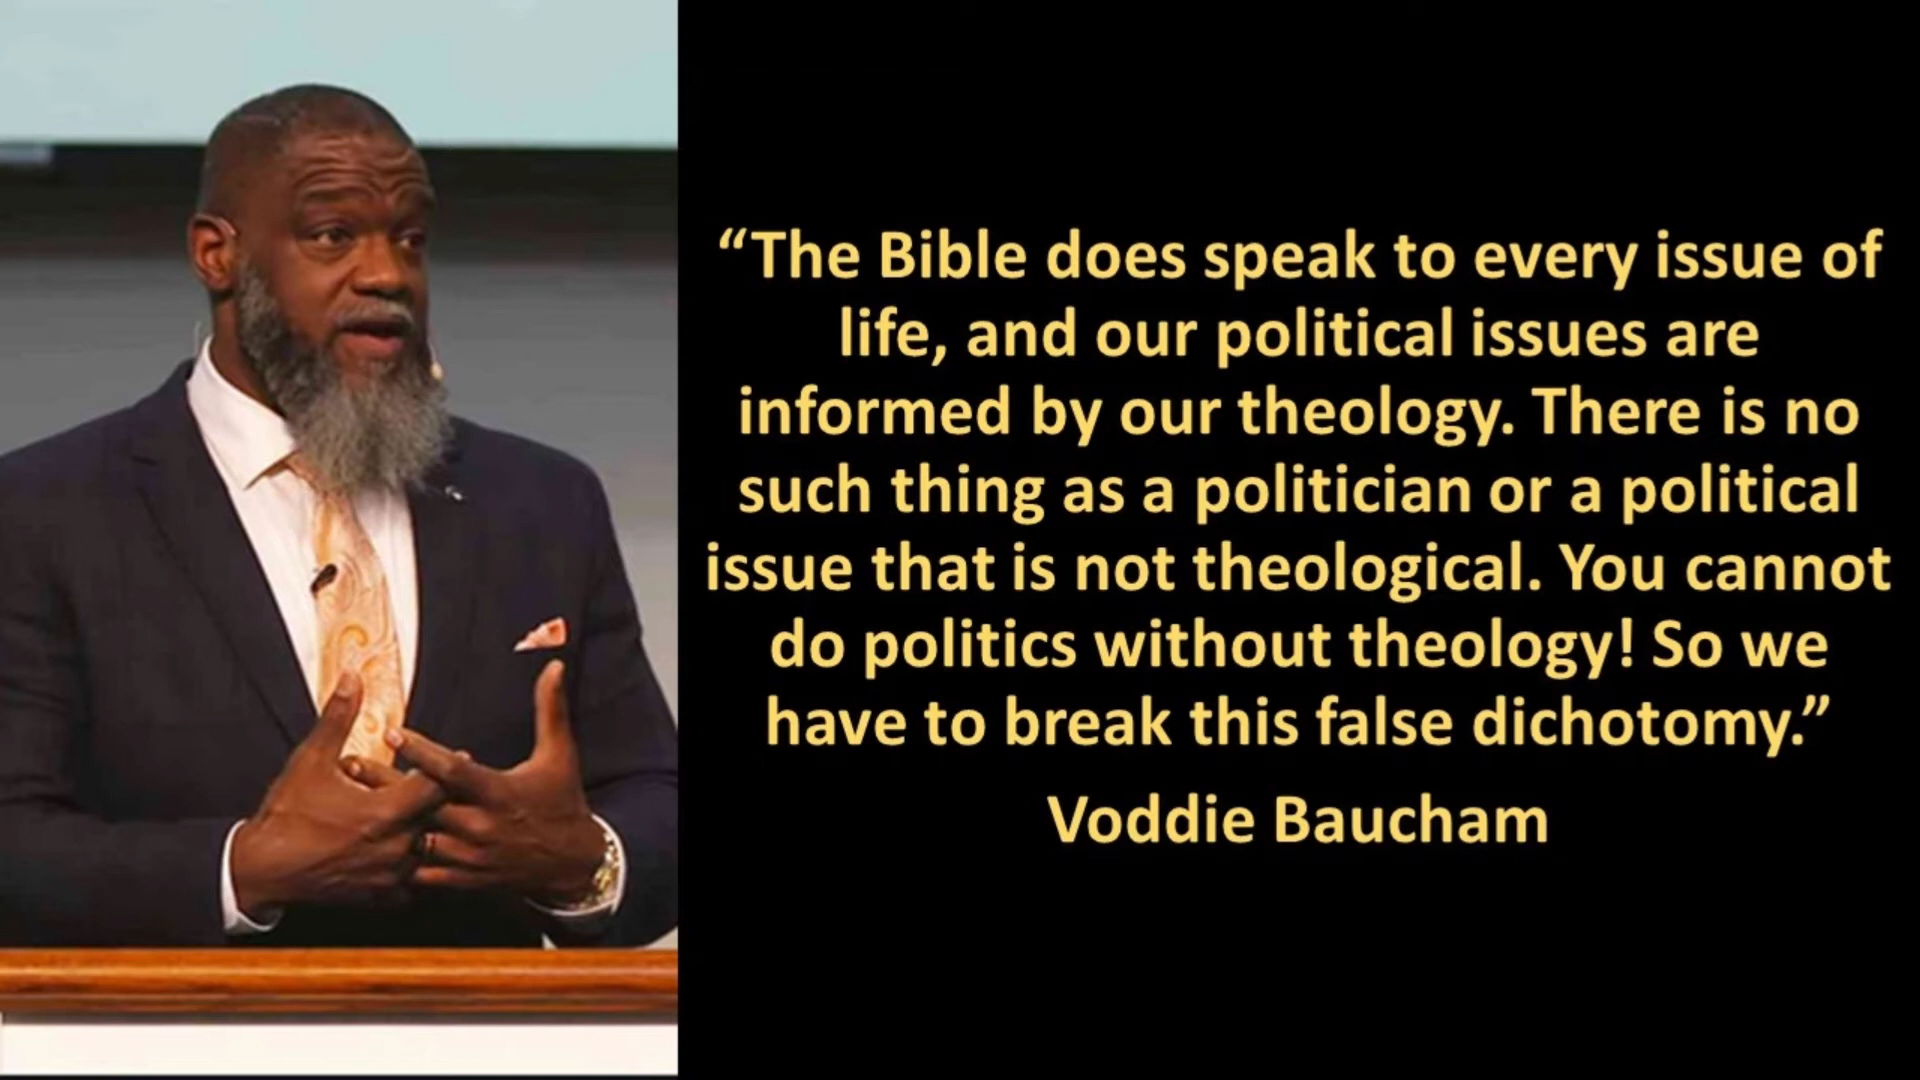 “The Bible does speak to every issue of
life, and our political issues are
informed by our theology. There is no
such thing as a politician or a political
issue that is not theological. You cannot
do politics without theology! So we
have to break this false dichotomy.”
Voddie Baucham